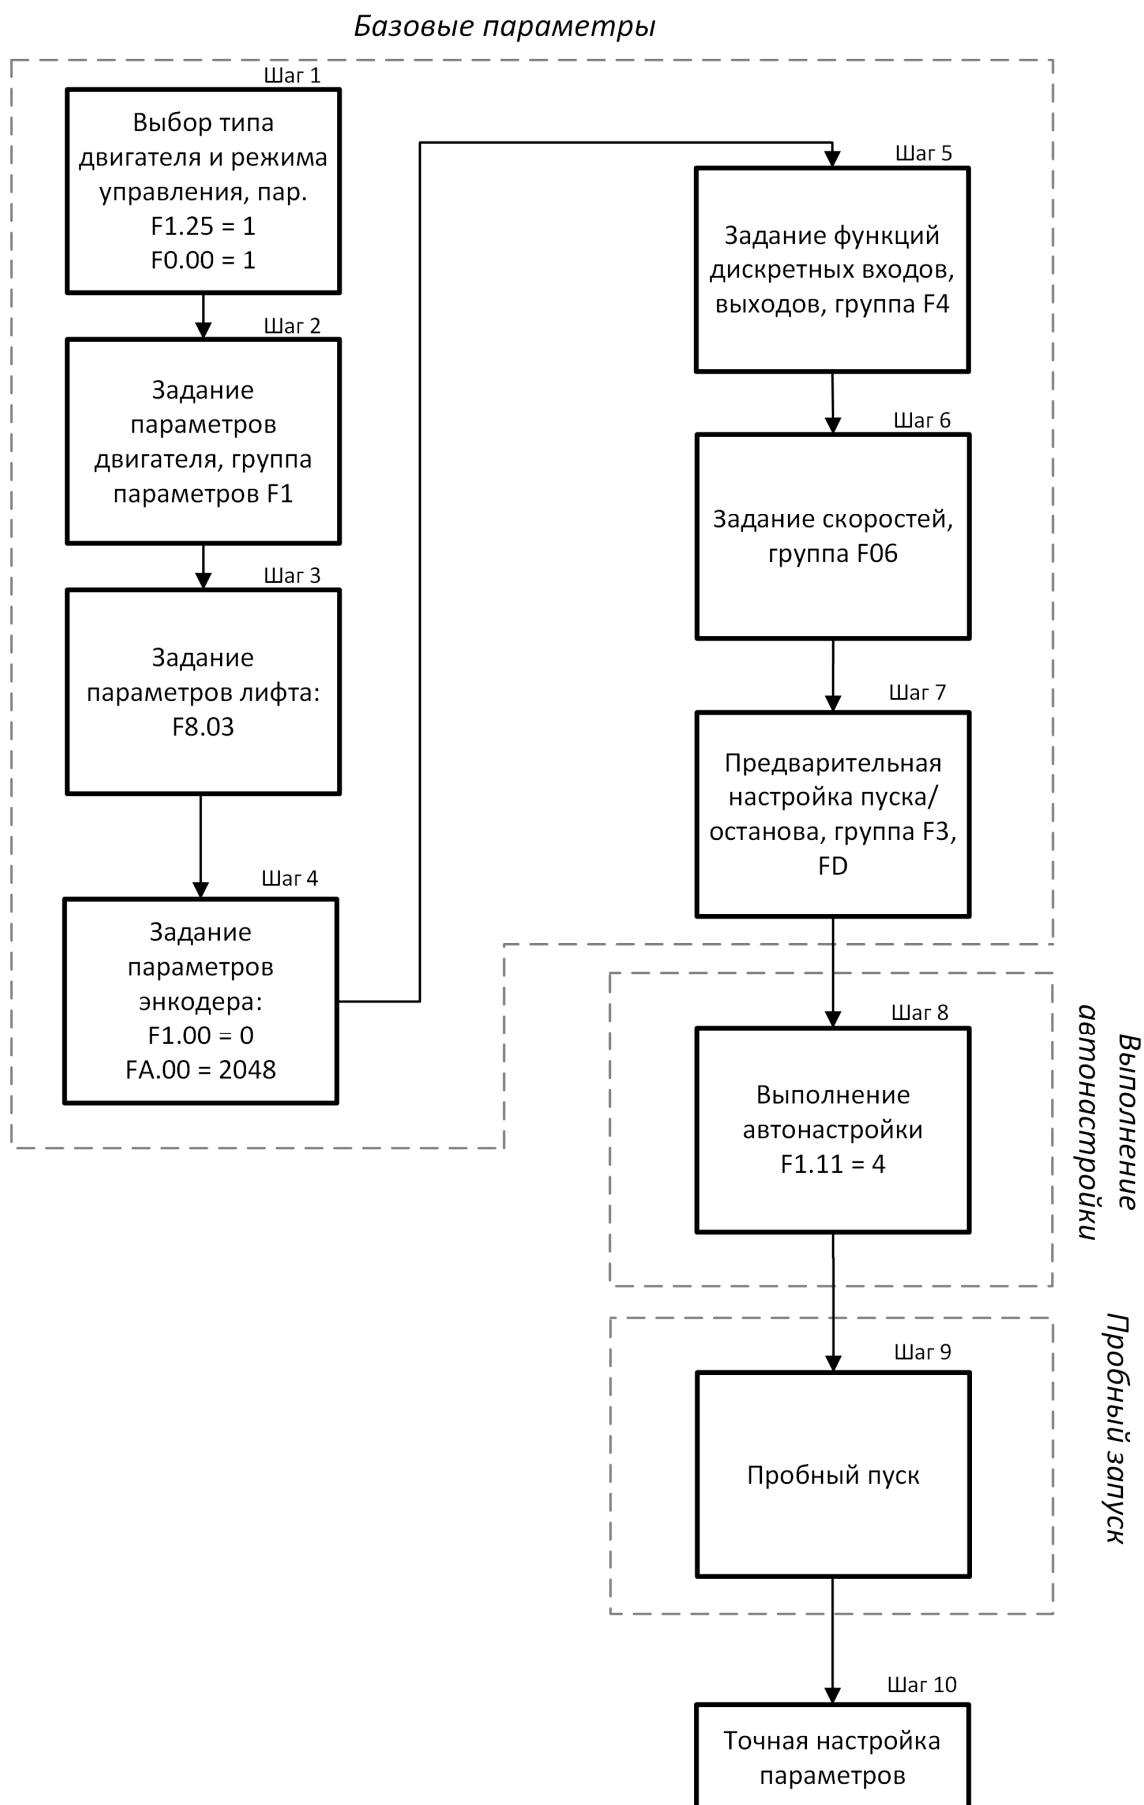 Базовые параметры
Шаг 1
Выбор типа
двигателя и режима
управления, пар.
F1.25 = 1
F0.00 = 1
Шаг 2
Задание
параметров
двигателя, группа
параметров F1
Шаг 3
Задание
параметров лифта:
F8.03
Шаг 4
Задание
параметров
энкодера:
F1.00 = 0
FA.00 = 2048
Шаг 5
Задание функций
дискретных входов,
выходов, группа F4
Шаг 6
Задание скоростей,
группа F06
Шаг 7
Предварительная
настройка пуска/
останова, группа F3,
FD
Выполнение
автонастройки
Шаг 8
Выполнение
автонастройки
F1.11 = 4
Пробный запуск
Шаг 9
Пробный пуск
Шаг 10
Точная настройка
параметров